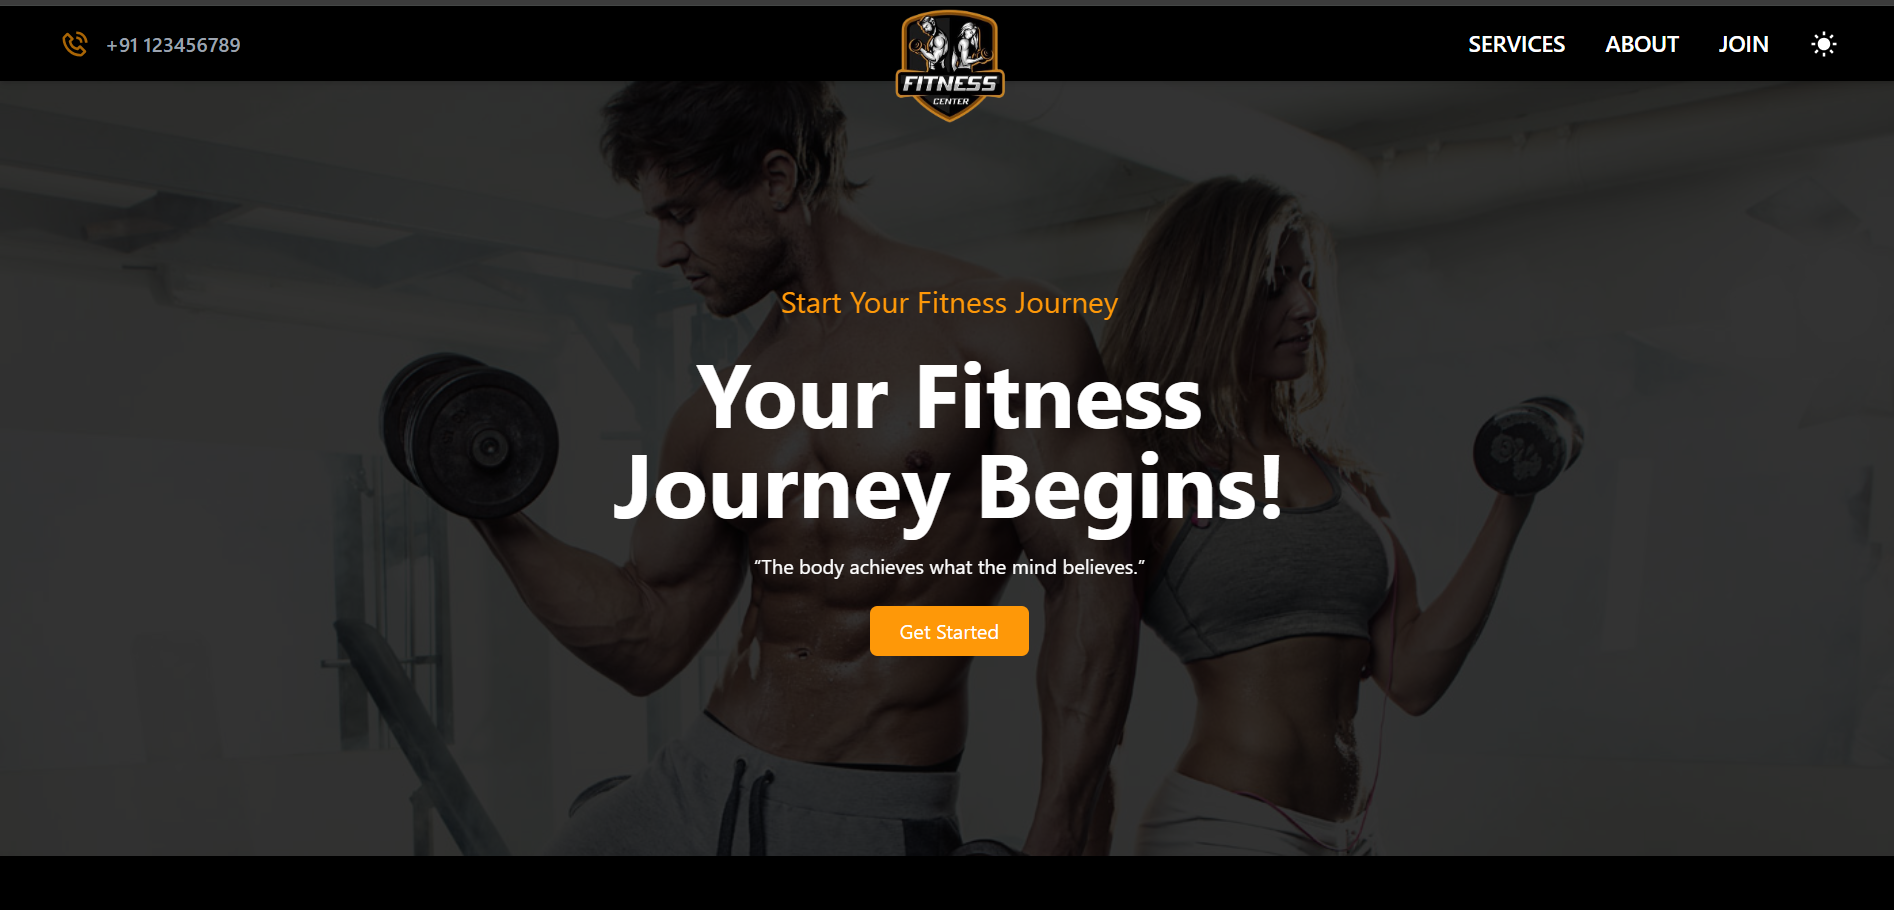 +91 123456789
FITNESS
CENTER
SERVICES
ABOUT
JOIN
Start Your Fitness Journey
Your Fitness
Journey Begins!
“The body achieves what the mind believes.”
Get Started